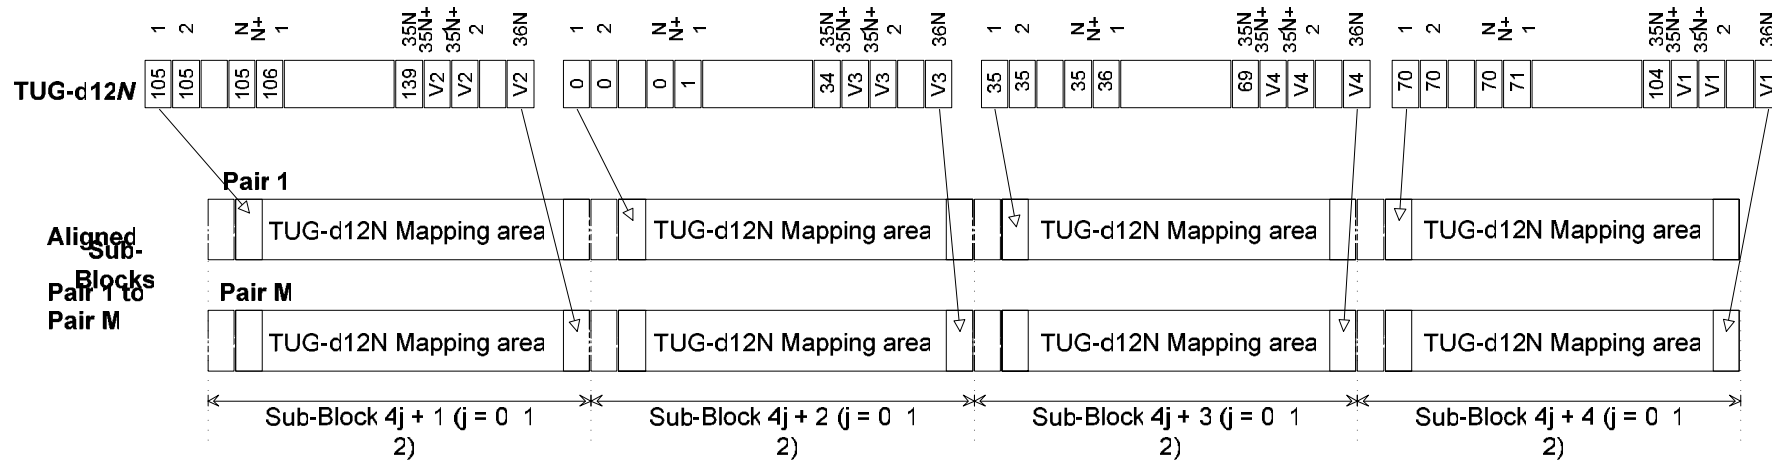 1 2 N N+ 1 35N 35N+ 35N+ 2 36N 1 2 N N+ 1 35N 35N+ 35N+ 2 36N 1 2 N N+ 1 35N 35N+ 35N+ 2 36N 1 2 N N+ 1 35N 35N+ 35N+ 2 36N
TUG-d12N 105 105 105 106 139 V2 V2 V2 0 0 0 1 34 V3 V3 V3 35 35 35 36 69 V4 V4 V4 70 70 70 71 104 V1 V1 V1
Pair 1
TUG-d12N Mapping area TUG-d12N Mapping area TUG-d12N Mapping area TUG-d12N Mapping area
Aligned
Sub-
Blocks
Pair 1 to
Pair M
Pair M
TUG-d12N Mapping area TUG-d12N Mapping area TUG-d12N Mapping area TUG-d12N Mapping area
Sub-Block 4j + 1 (j = 0 1
2)
Sub-Block 4j + 2 (j = 0 1
2)
Sub-Block 4j + 3 (j = 0 1
2)
Sub-Block 4j + 4 (j = 0 1
2)